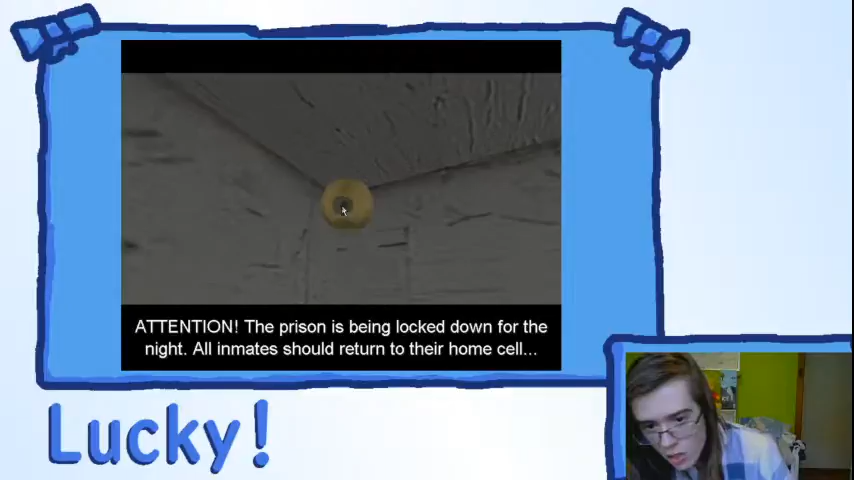 ATTENTION! The prison is being locked down for the
night. All inmates should return to their home cell...
Lucky!